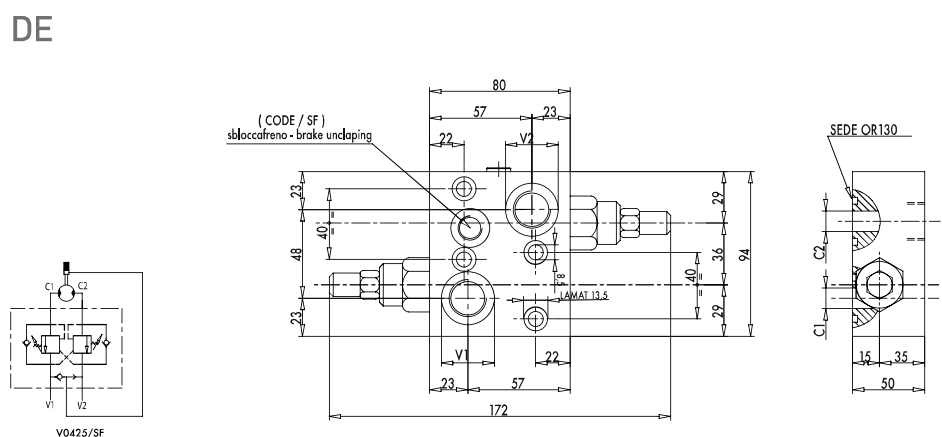 DE
80
( CODE / SF )
sbloccafreno - brake unclaping
57
23
22
V2
SEDE OR130
23
29
40
=
=
48
36
94
C2
8.5
40
=
=
LAMAT 13,5
C1
C2
23
29
C1
V1
22
15
35
23
57
50
172
V1
V2
V0425/SF